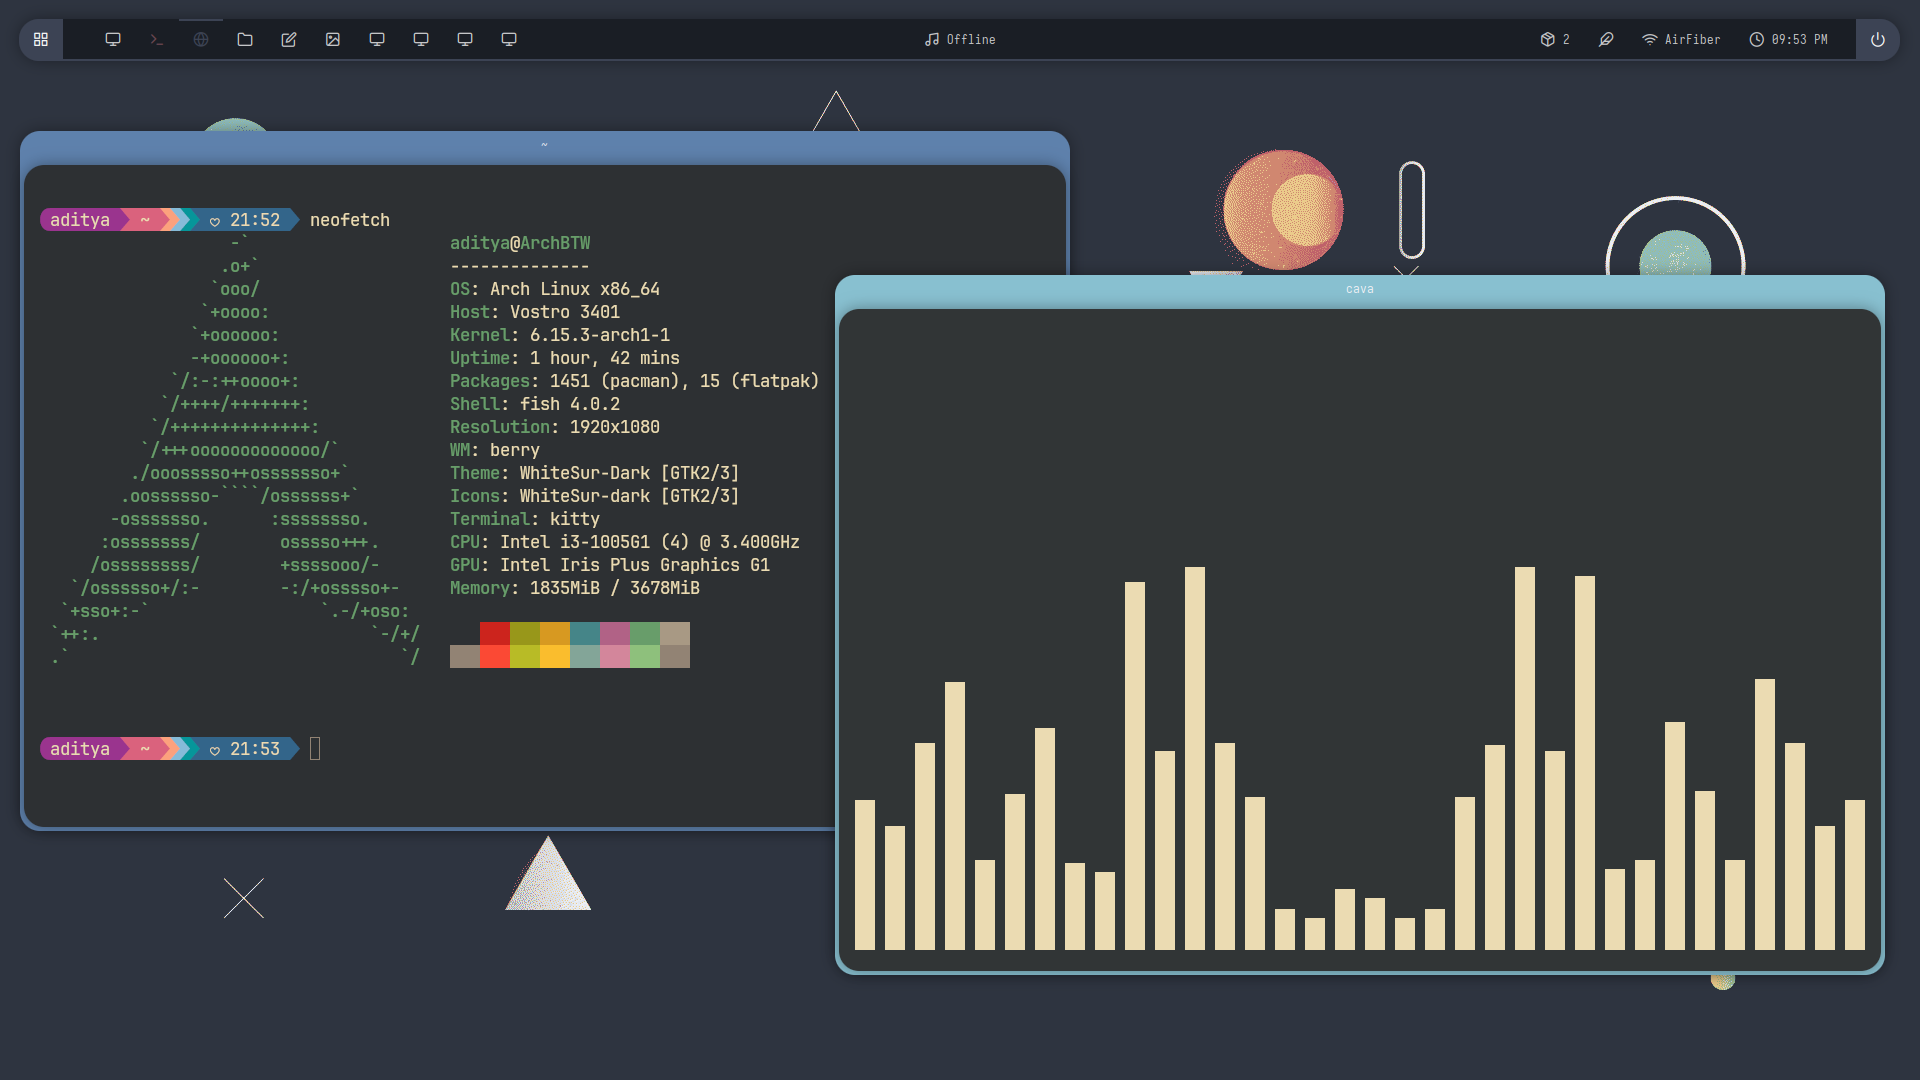 Offline
2
AirFiber
09:53 PM
~
aditya ~ ♡ 21:52 neofetch
-`
.o+`
`ooo/
`+oooo:
`+oooooo:
-+oooooo+:
`/:-:++oooo+:
`/++++/+++++++:
`/++++++++++++++:
`/+++ooooooooooooo/`
./ooosssso++osssssso+`
.oossssso-````/ossssss+`
-osssssso. :ssssssso.
:osssssss/ osssso+++.
/ossssssss/ +ssssooo/-
`/ossssso+/:- -:/+osssso+-
`+sso+:-` `.-/+oso:
`++:. `-/+/
.` `/
aditya@ArchBTW
--------------
OS: Arch Linux x86_64
Host: Vostro 3401
Kernel: 6.15.3-arch1-1
Uptime: 1 hour, 42 mins
Packages: 1451 (pacman), 15 (flatpak)
Shell: fish 4.0.2
Resolution: 1920x1080
WM: berry
Theme: WhiteSur-Dark [GTK2/3]
Icons: WhiteSur-dark [GTK2/3]
Terminal: kitty
CPU: Intel i3-1005G1 (4) @ 3.400GHz
GPU: Intel Iris Plus Graphics G1
Memory: 1835MiB / 3678MiB
aditya ~ ♡ 21:53
cava